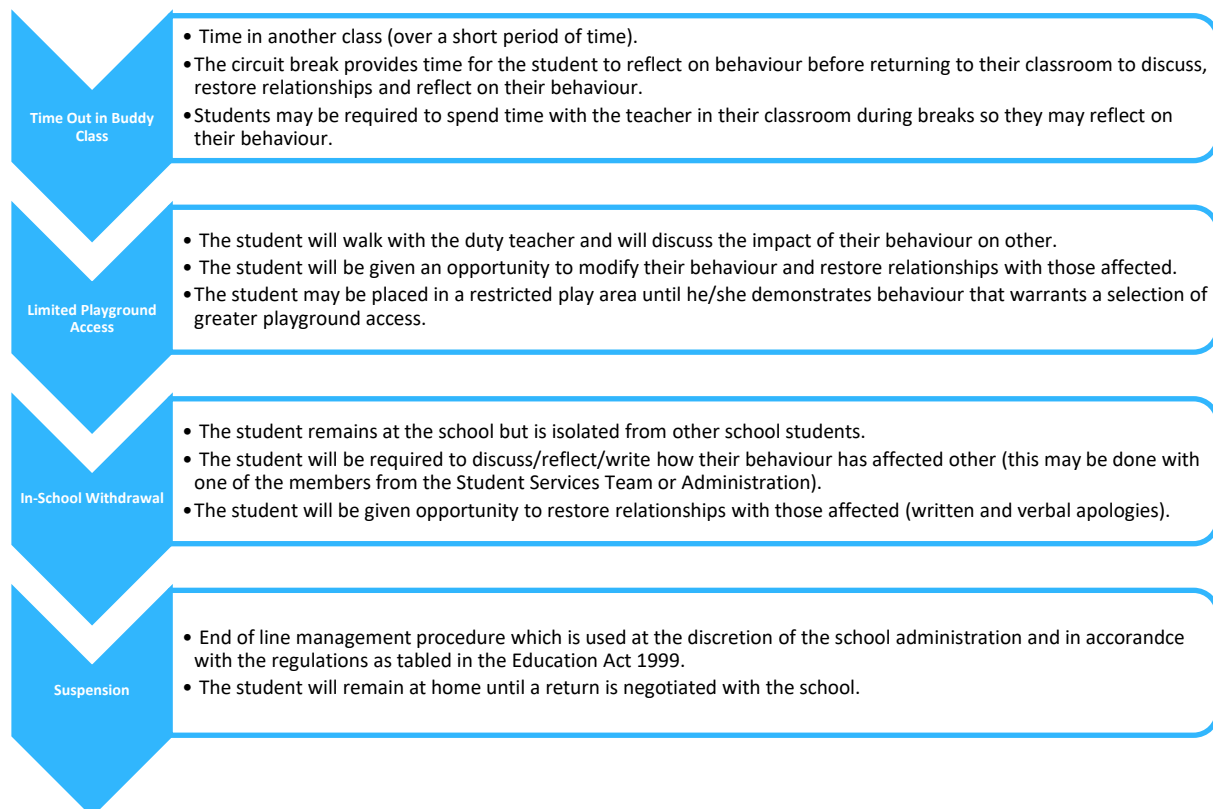 • Time in another class (over a short period of time).
•The circuit break provides time for the student to reflect on behaviour before returning to their classroom to discuss,
restore relationships and reflect on their behaviour.
•Students may be required to spend time with the teacher in their classroom during breaks so they may reflect on
their behaviour.
Time Out in Buddy
Class
• The student will walk with the duty teacher and will discuss the impact of their behaviour on other.
• The student will be given an opportunity to modify their behaviour and restore relationships with those affected.
•The student may be placed in a restricted play area until he/she demonstrates behaviour that warrants a selection of
greater playground access.
Limited Playground
Access
• The student remains at the school but is isolated from other school students.
• The student will be required to discuss/reflect/write how their behaviour has affected other (this may be done with
one of the members from the Student Services Team or Administration).
•The student will be given opportunity to restore relationships with those affected (written and verbal apologies).
In-School Withdrawal
• End of line management procedure which is used at the discretion of the school administration and in accorandce
with the regulations as tabled in the Education Act 1999.
• The student will remain at home until a return is negotiated with the school.
Suspension